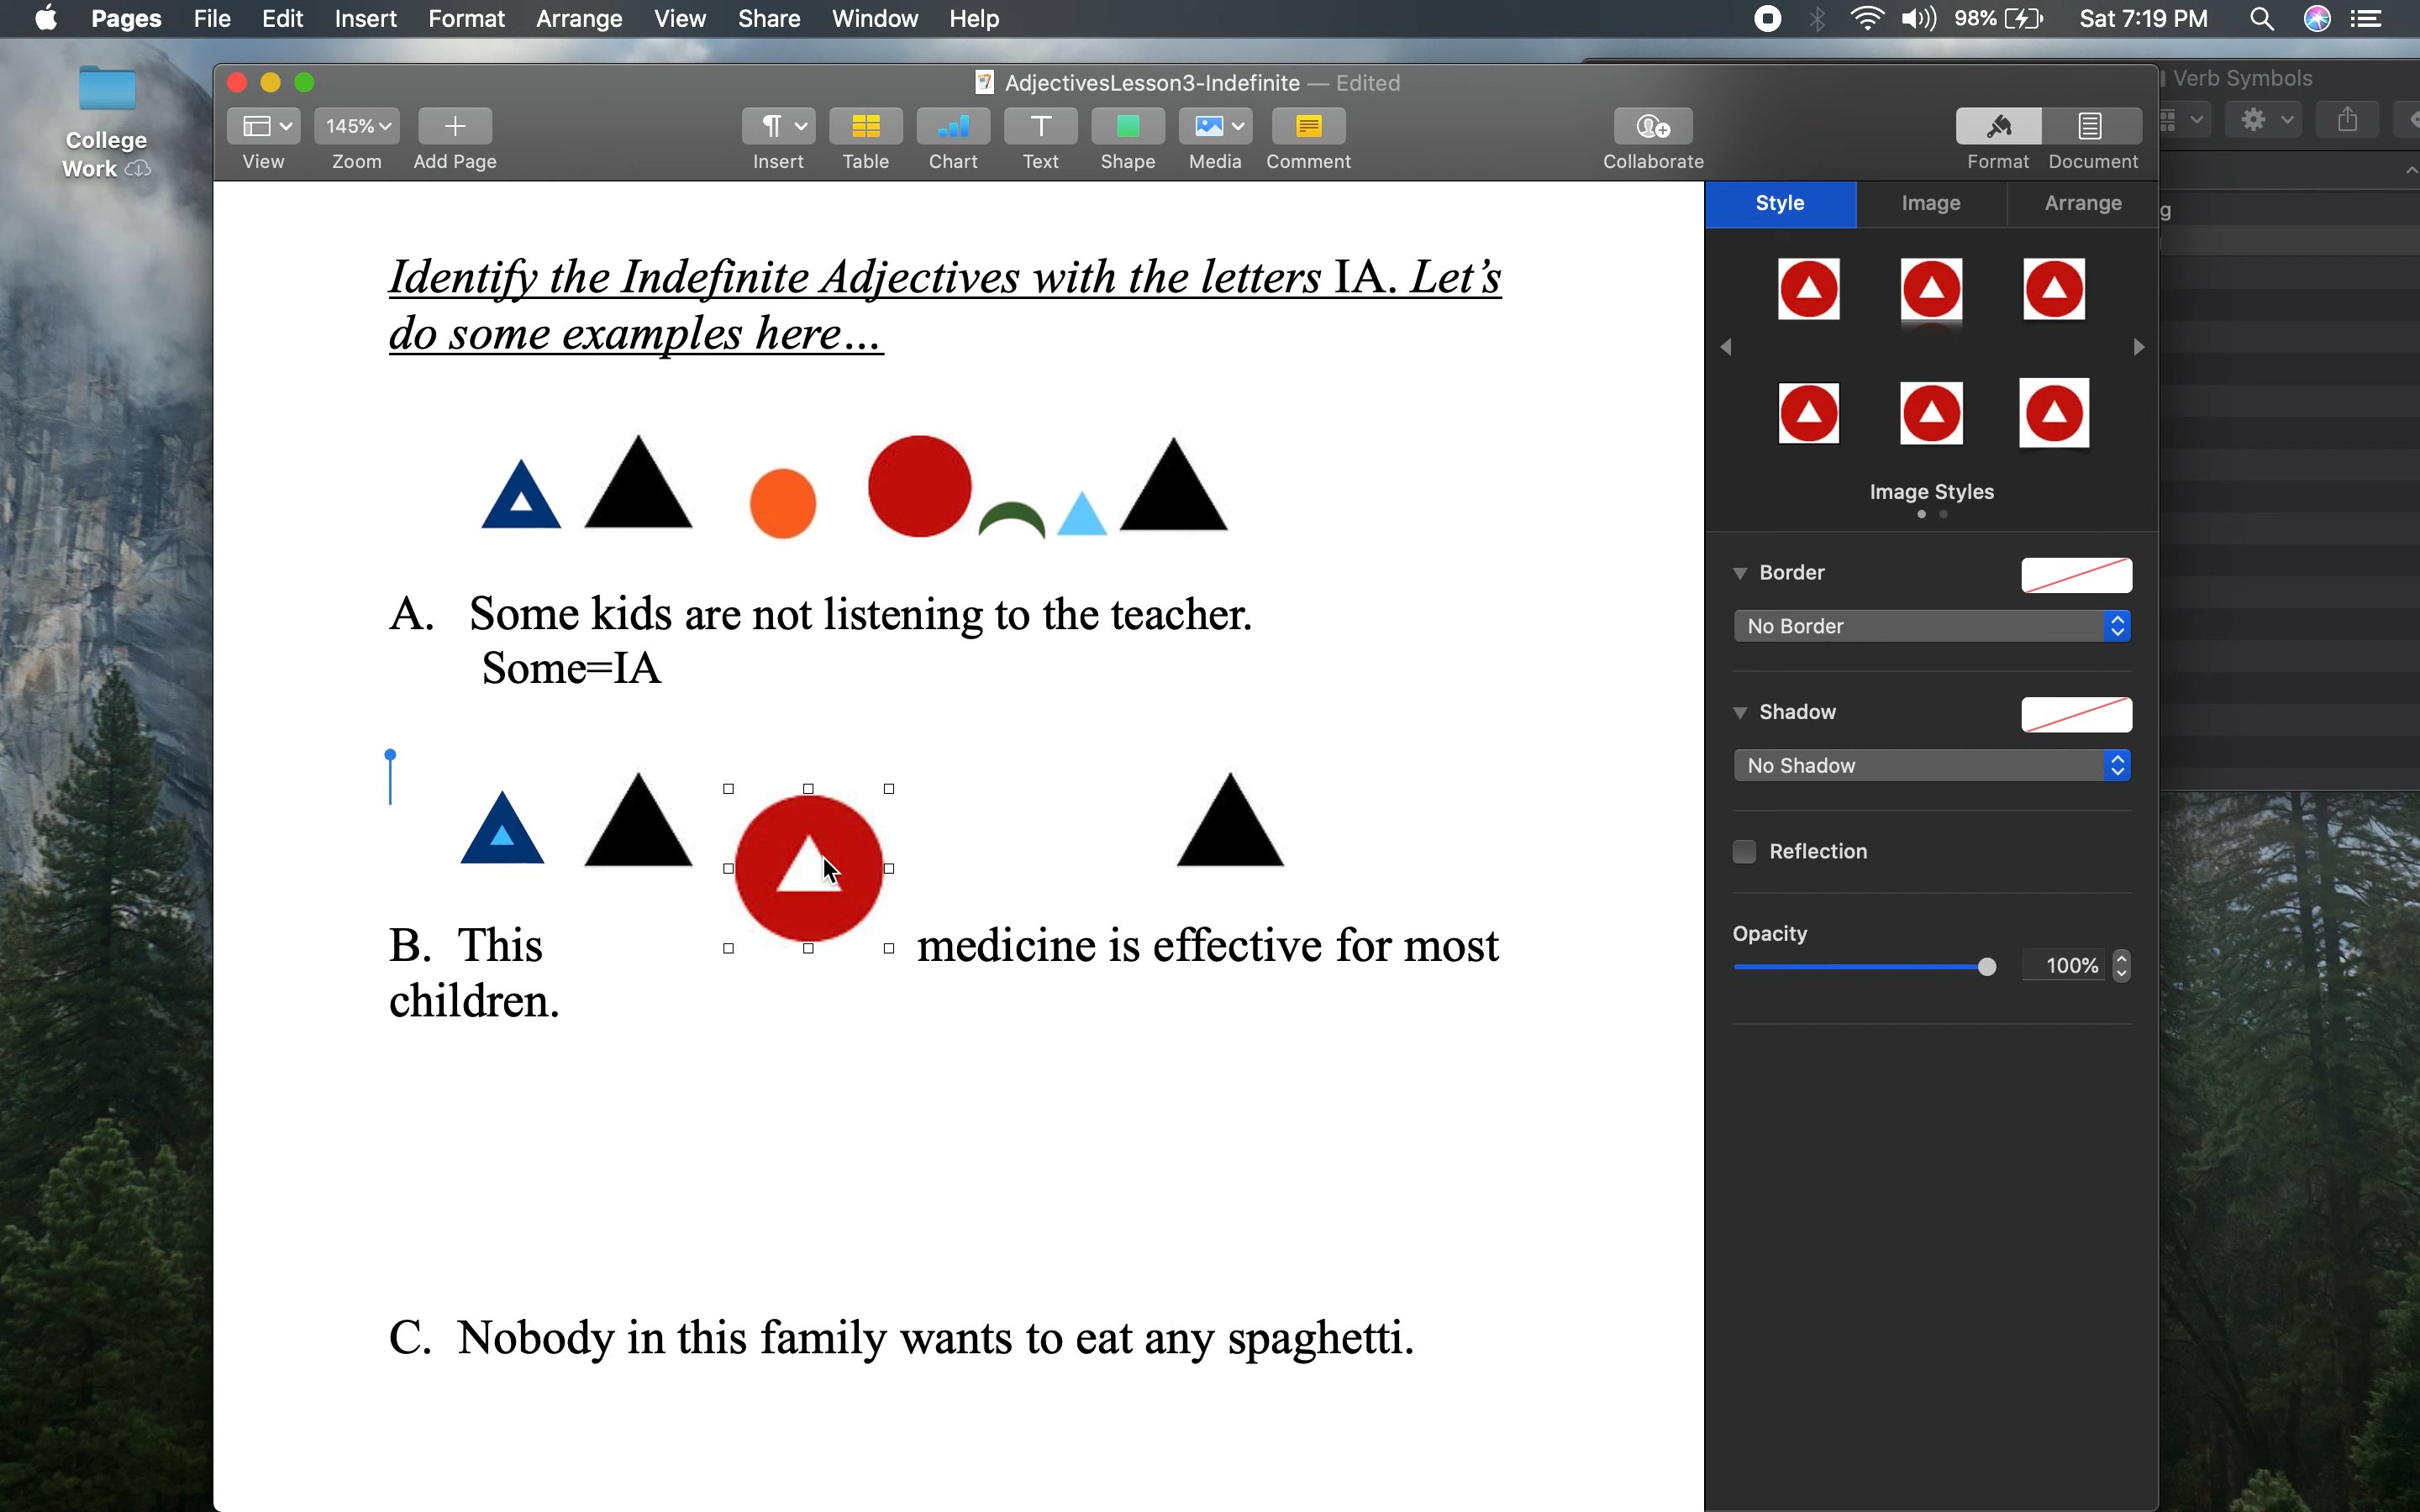 Pages File Edit Insert Format Arrange View Share Window Help 98% Sat 7:19 PM
College
Work
AdjectivesLesson3-Indefinite — Edited
Verb Symbols
145%
View Zoom Add Page Insert Table Chart Text Shape Media Comment Collaborate Format Document
Style Image Arrange
g
Identify the Indefinite Adjectives with the letters IA. Let's
do some examples here...
A. Some kids are not listening to the teacher.
Some=IA
B. This medicine is effective for most
children.
C. Nobody in this family wants to eat any spaghetti.
Image Styles
Border
No Border
Shadow
No Shadow
Reflection
Opacity
100%